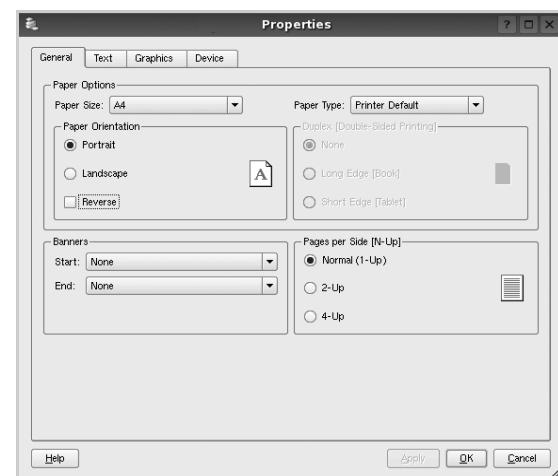 Properties
General Text Graphics Device
Paper Options
Paper Size: A4
Paper Type: Printer Default
Paper Orientation
Portrait
Landscape
Reverse
A
Duplex [Double-Sided Printing]
None
Long Edge [Book]
Short Edge [Tablet]
Banners
Start: None
End: None
Pages per Side [N-Up]
Normal (1-Up)
2-Up
4-Up
Help Apply OK Cancel